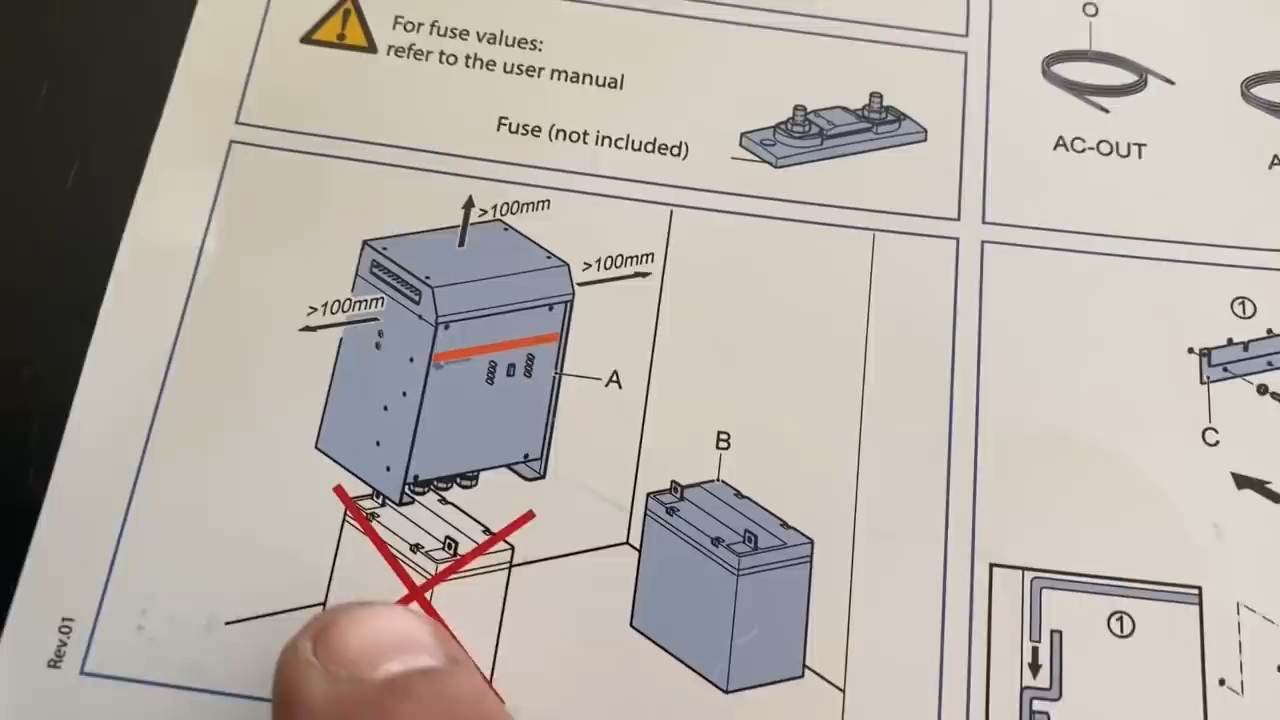 For fuse values:
refer to the user manual
Fuse (not included)
>100mm
>100mm
>100mm
A
B
Rev.01
O
AC-OUT
A
1
C
1